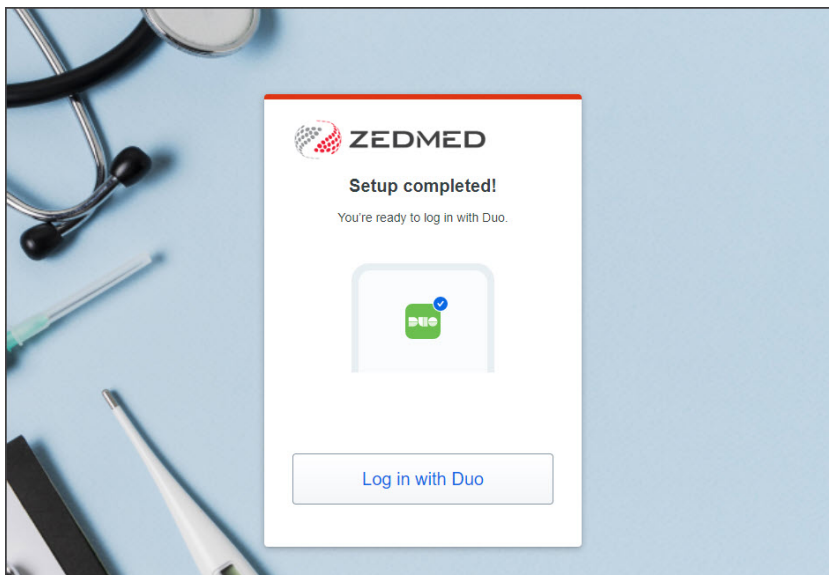 ZEDMED
Setup completed!
You're ready to log in with Duo.
DUO
Log in with Duo